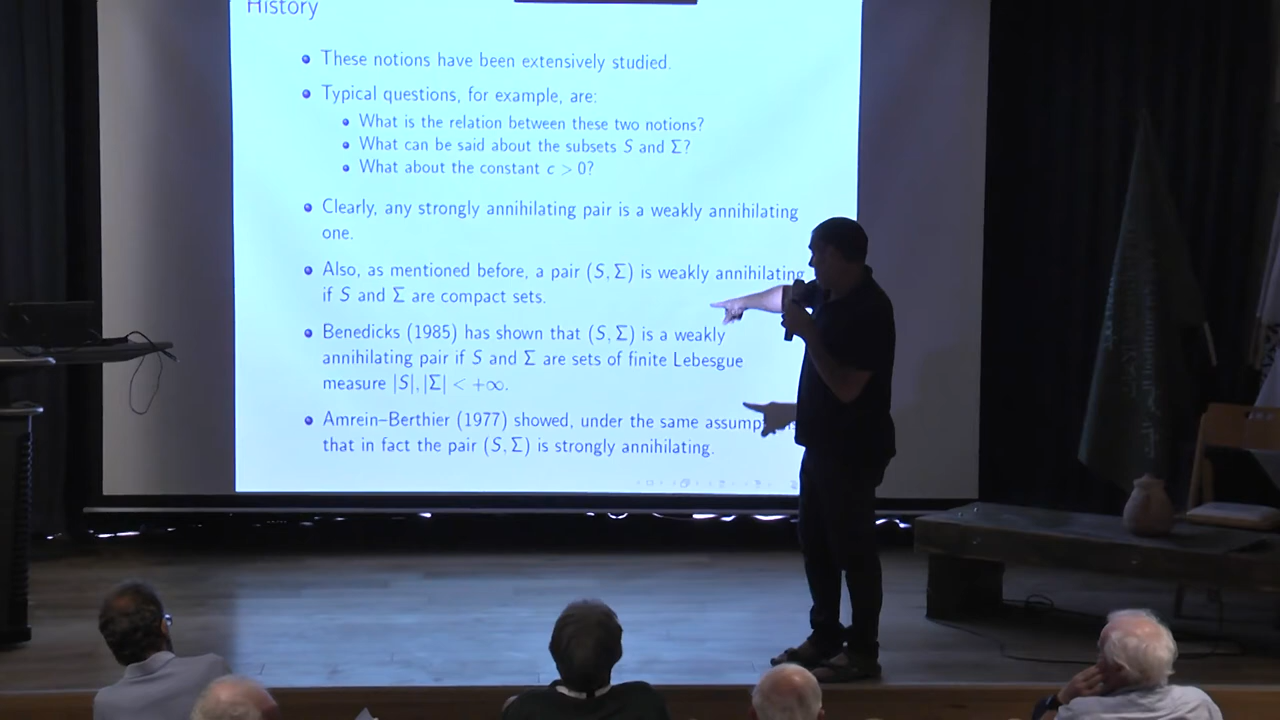 History
These notions have been extensively studied.
Typical questions, for example, are:
What is the relation between these two notions?
What can be said about the subsets S and Σ?
What about the constant c > 0?
Clearly, any strongly annihilating pair is a weakly annihilating
one.
Also, as mentioned before, a pair (S, Σ) is weakly annihilating
if S and Σ are compact sets.
Benedicks (1985) has shown that (S, Σ) is a weakly
annihilating pair if S and Σ are sets of finite Lebesgue
measure |S|, |Σ| < +∞.
Amrein–Berthier (1977) showed, under the same
that in fact the pair (S, Σ) is strongly annihilating.